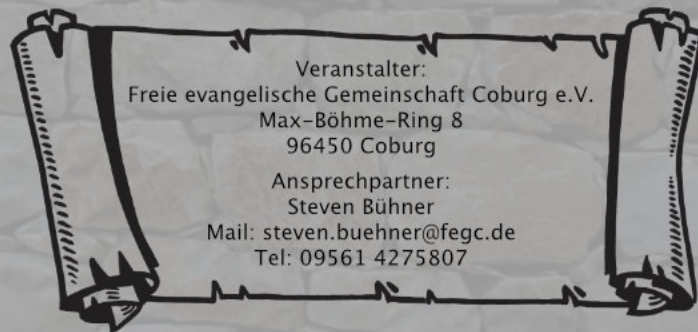 Veranstalter:
Freie evangelische Gemeinschaft Coburg e.V.
Max-Böhme-Ring 8
96450 Coburg
Ansprechpartner:
Steven Bühner
Mail: steven.buehner@fegc.de
Tel: 09561 4275807